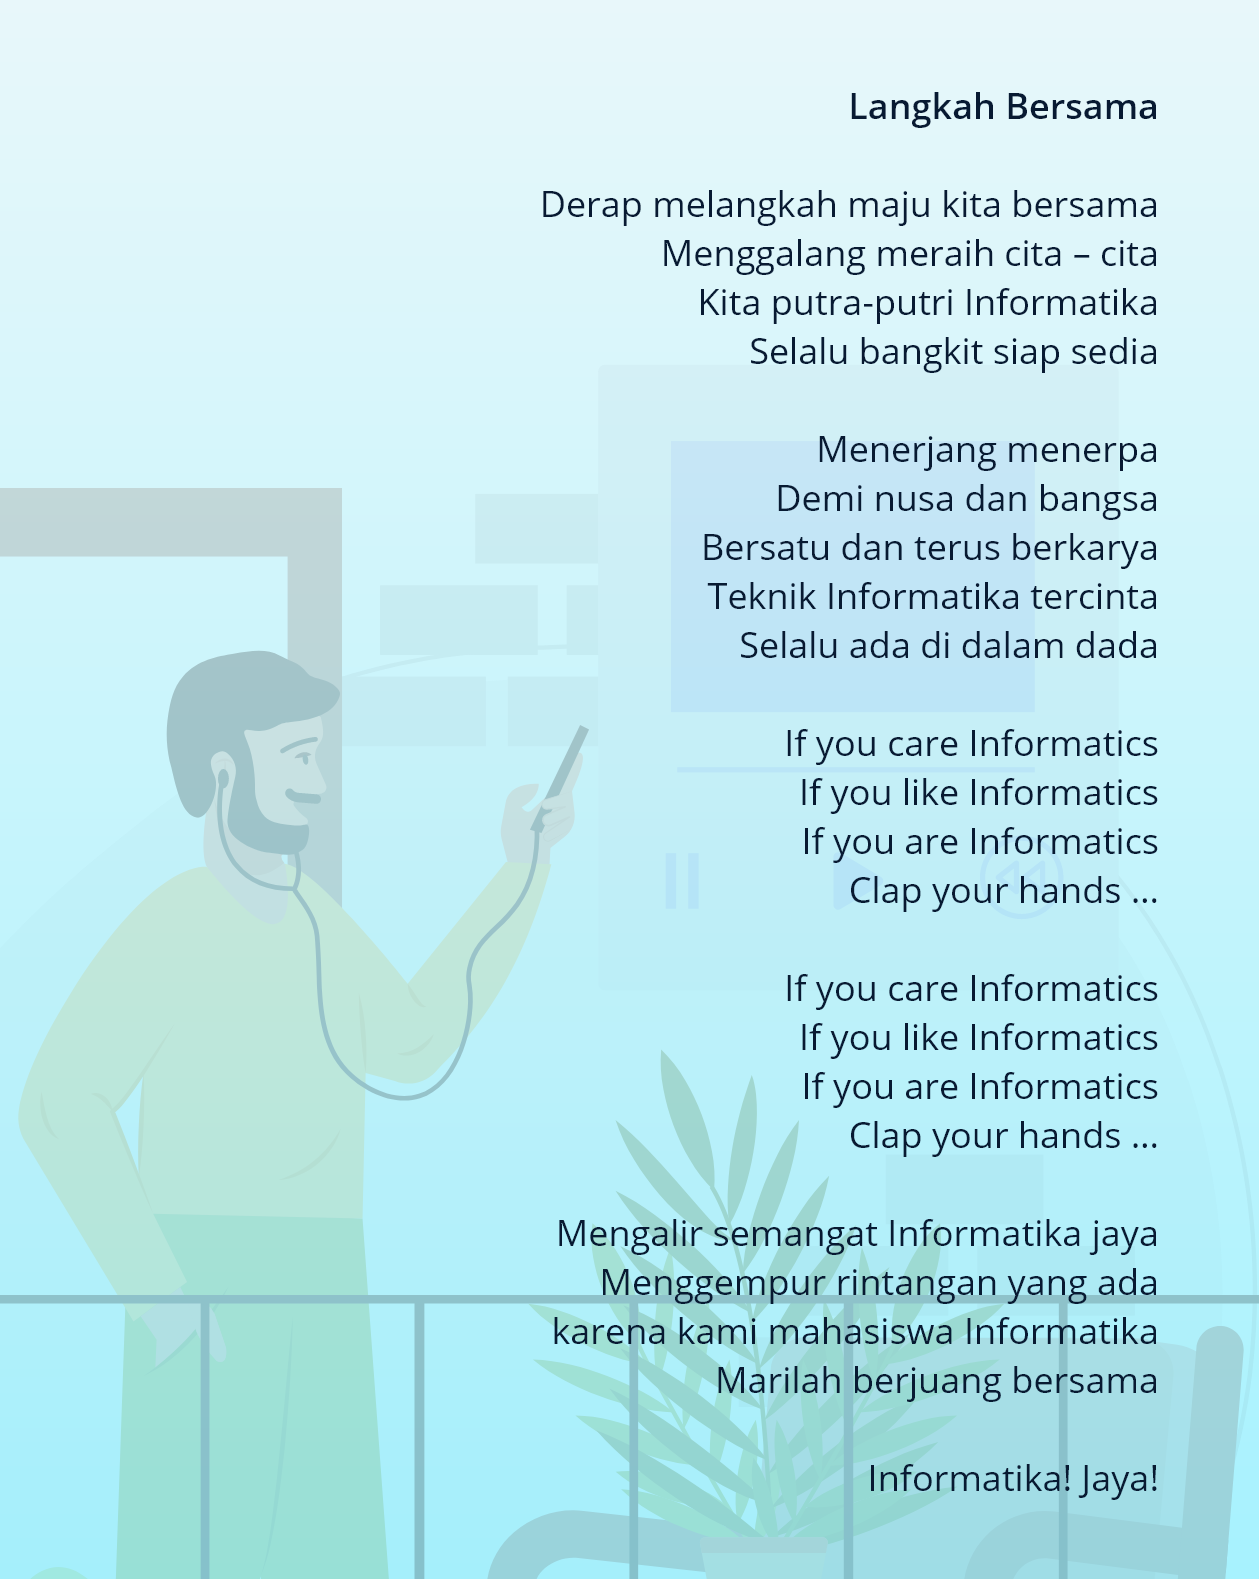 Langkah Bersama
Derap melangkah maju kita bersama
Menggalang meraih cita – cita
Kita putra-putri Informatika
Selalu bangkit siap sedia
Menerjang menerpa
Demi nusa dan bangsa
Bersatu dan terus berkarya
Teknik Informatika tercinta
Selalu ada di dalam dada
If you care Informatics
If you like Informatics
If you are Informatics
Clap your hands ...
If you care Informatics
If you like Informatics
If you are Informatics
Clap your hands ...
Mengalir semangat Informatika jaya
Menggempur rintangan yang ada
karena kami mahasiswa Informatika
Marilah berjuang bersama
Informatika! Jaya!